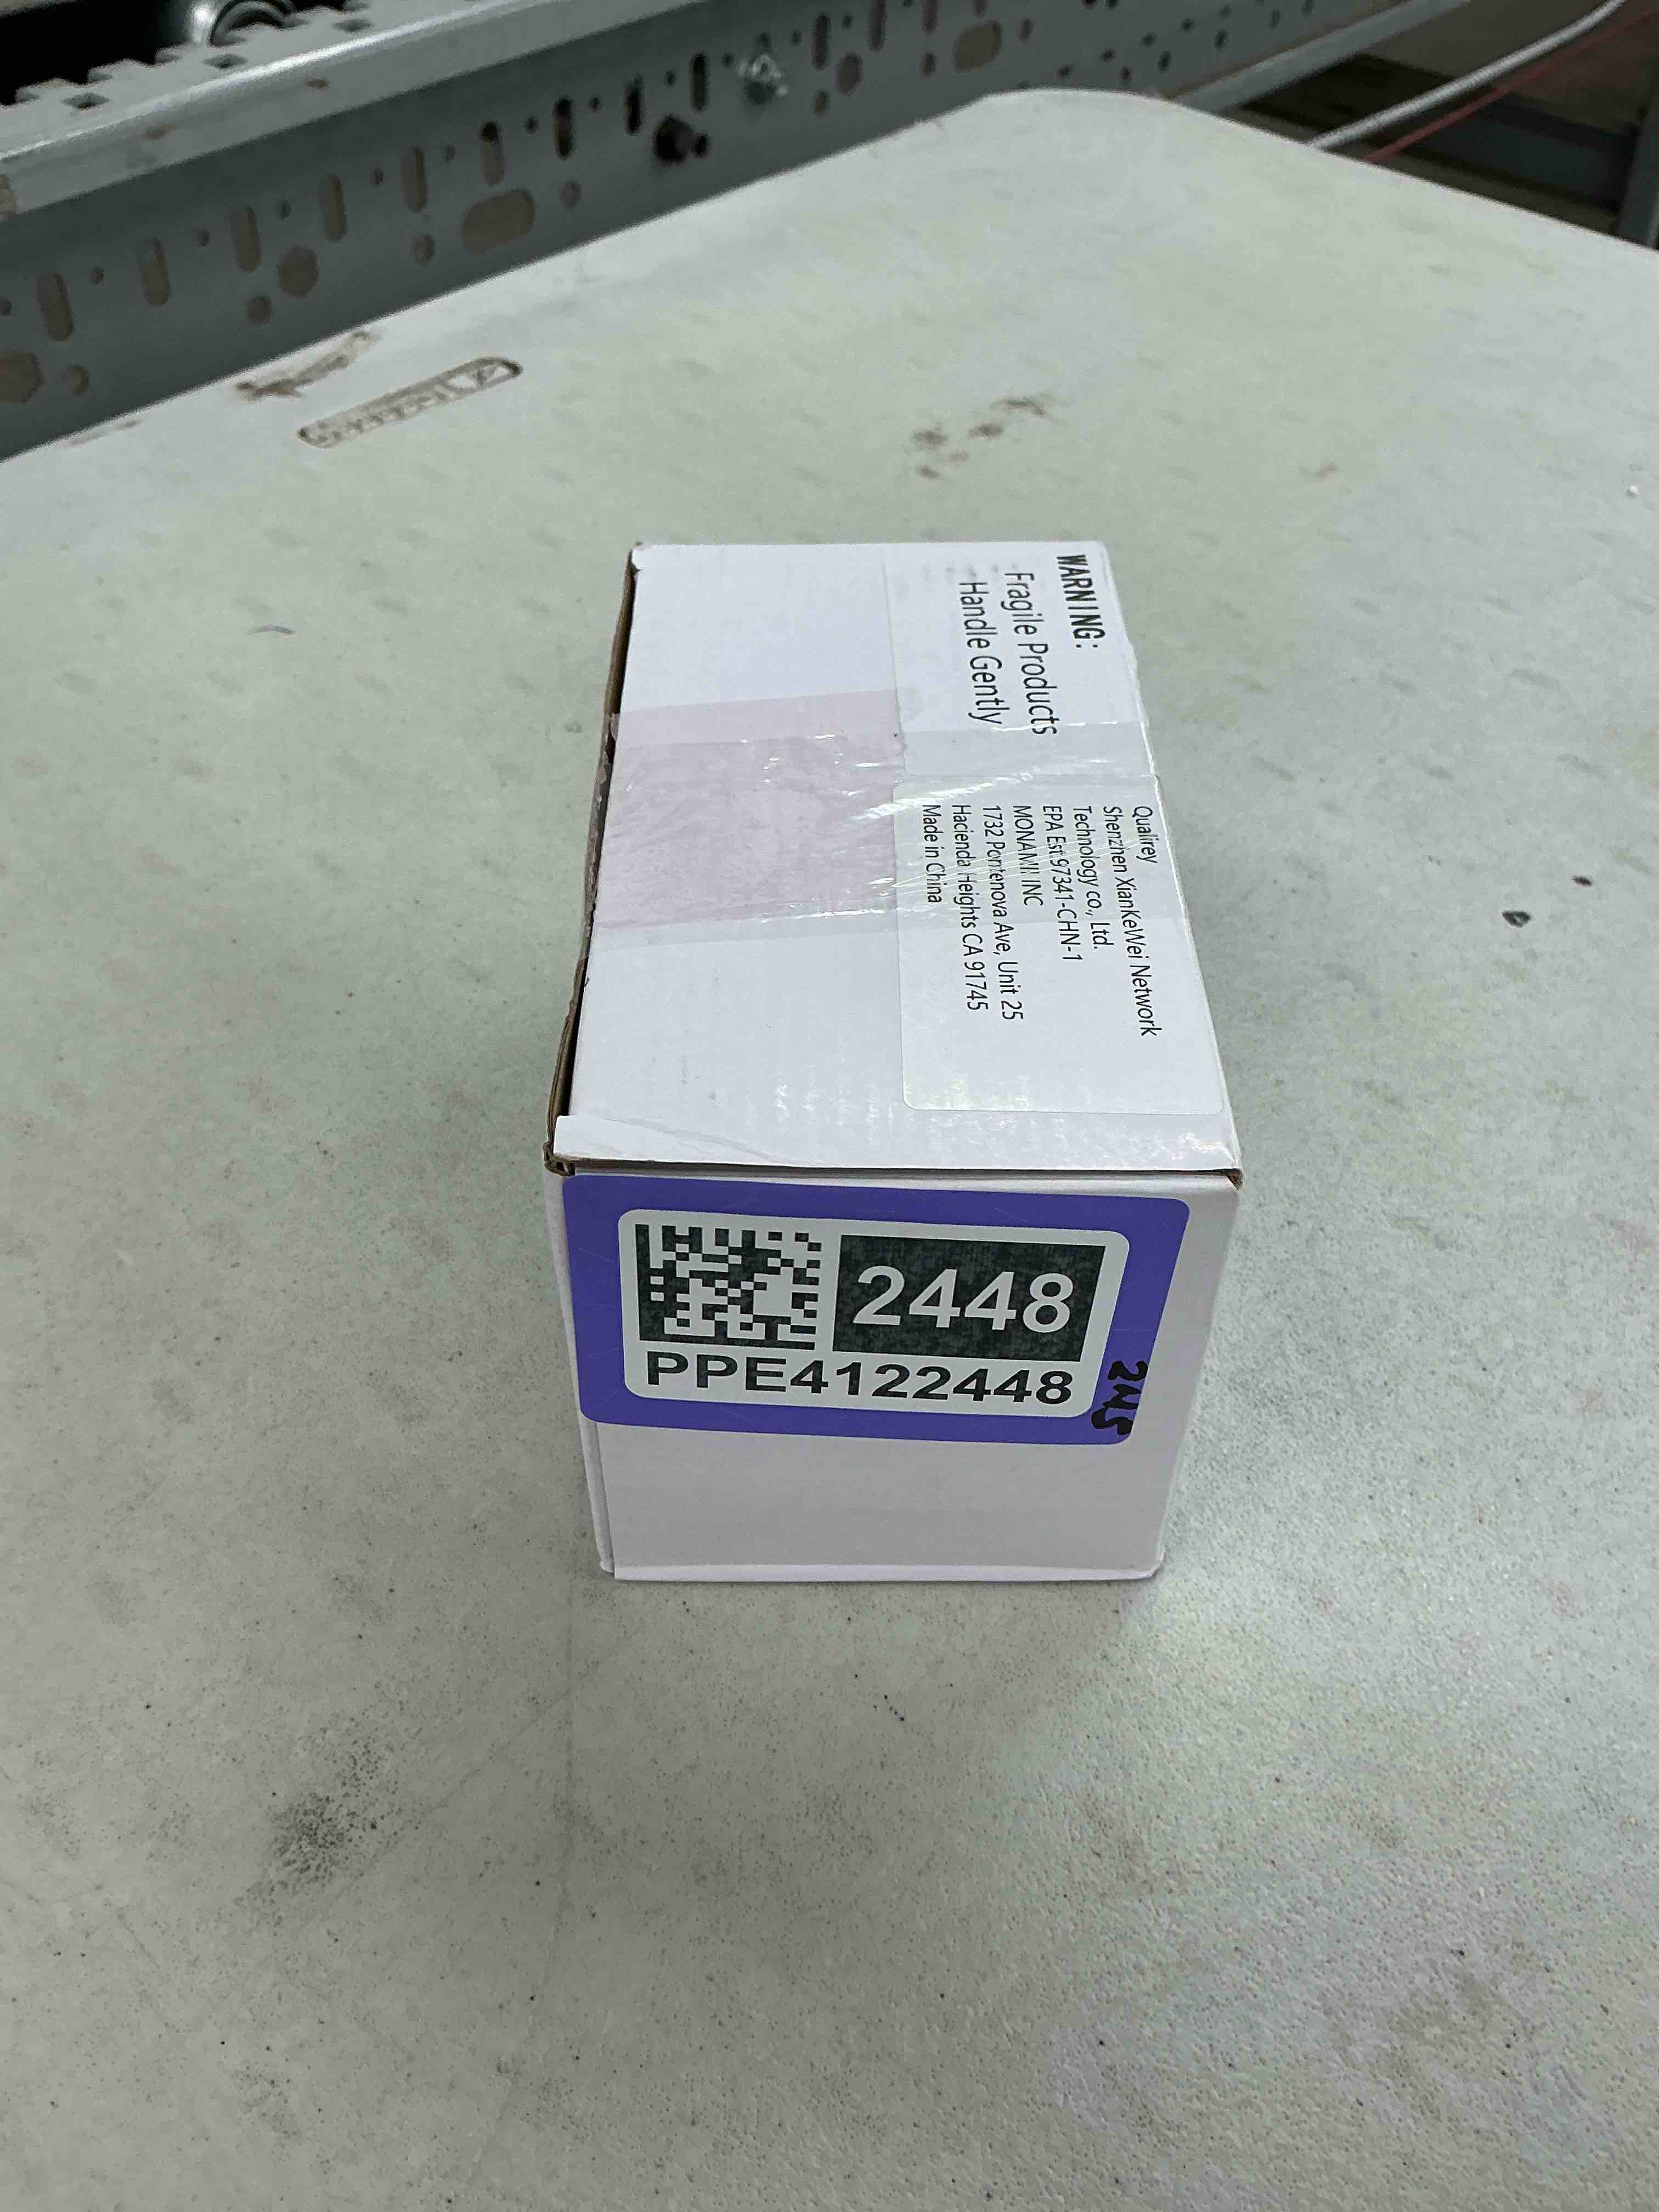 WARNING:
Fragile Products
Handle Gently
Qualirey
Shenzhen XianKeWei Network
Technology co., Ltd.
EPA Est.97341-CHN-1
MONAMI INC
1732 Portenova Ave, Unit 25
Hacienda Heights CA 91745
Made in China
2448
PPE4122448